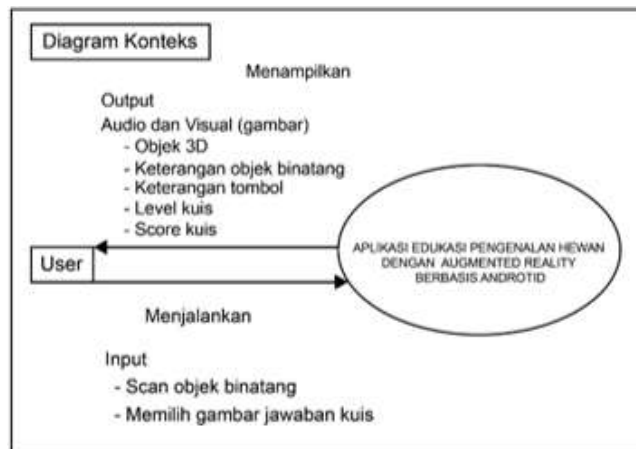 Diagram Konteks
Menampilkan
Output
Audio dan Visual (gambar)
- Objek 3D
- Keterangan objek binatang
- Keterangan tombol
- Level kuis
- Score kuis
User
APLIKASI EDUKASI PENGENALAN HEWAN
DENGAN AUGMENTED REALITY
BERBASIS ANDROTID
Menjalankan
Input
- Scan objek binatang
- Memilih gambar jawaban kuis